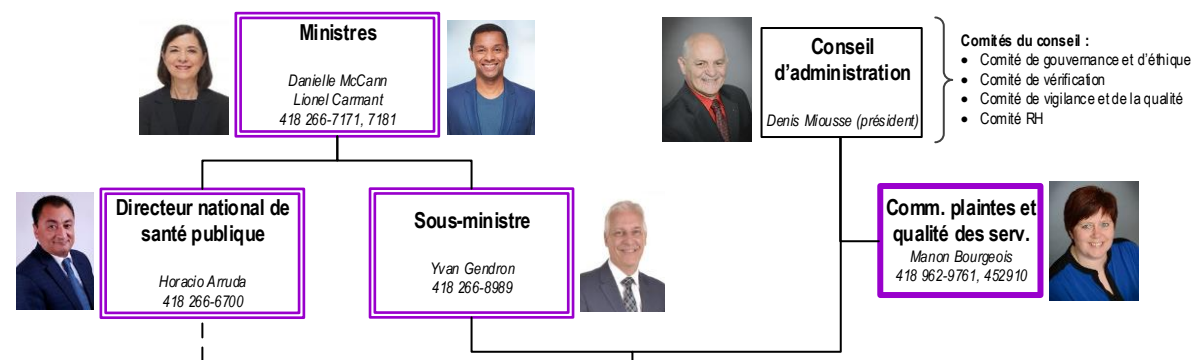 Ministres
Danielle McCann
Lionel Carmant
418 266-7171, 7181
Conseil
d'administration
Denis Miousse (président)
Comités du conseil :
• Comité de gouvernance et d'éthique
• Comité de vérification
• Comité de vigilance et de la qualité
• Comité RH
Directeur national de
santé publique
Horacio Arruda
418 266-6700
Sous-ministre
Yvan Gendron
418 266-8989
Comm. plaintes et
qualité des serv.
Manon Bourgeois
418 962-9761, 452910